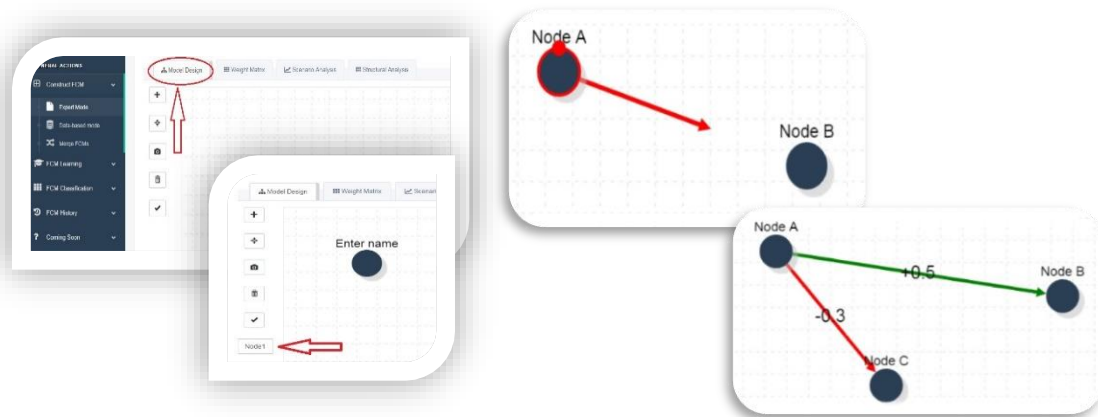 GENERAL ACTIONS
Construct FCM
Expert Mode
Data-based mode
Merge FCMs
FCM Learning
FCM Classification
FCM History
Coming Soon
Model Design
Weight Matrix
Scenario Analysis
Structural Analysis
Model Design
Weight Matrix
Enter name
Node1
Node A
Node B
Node A
+0.5
Node B
-0.3
Node C